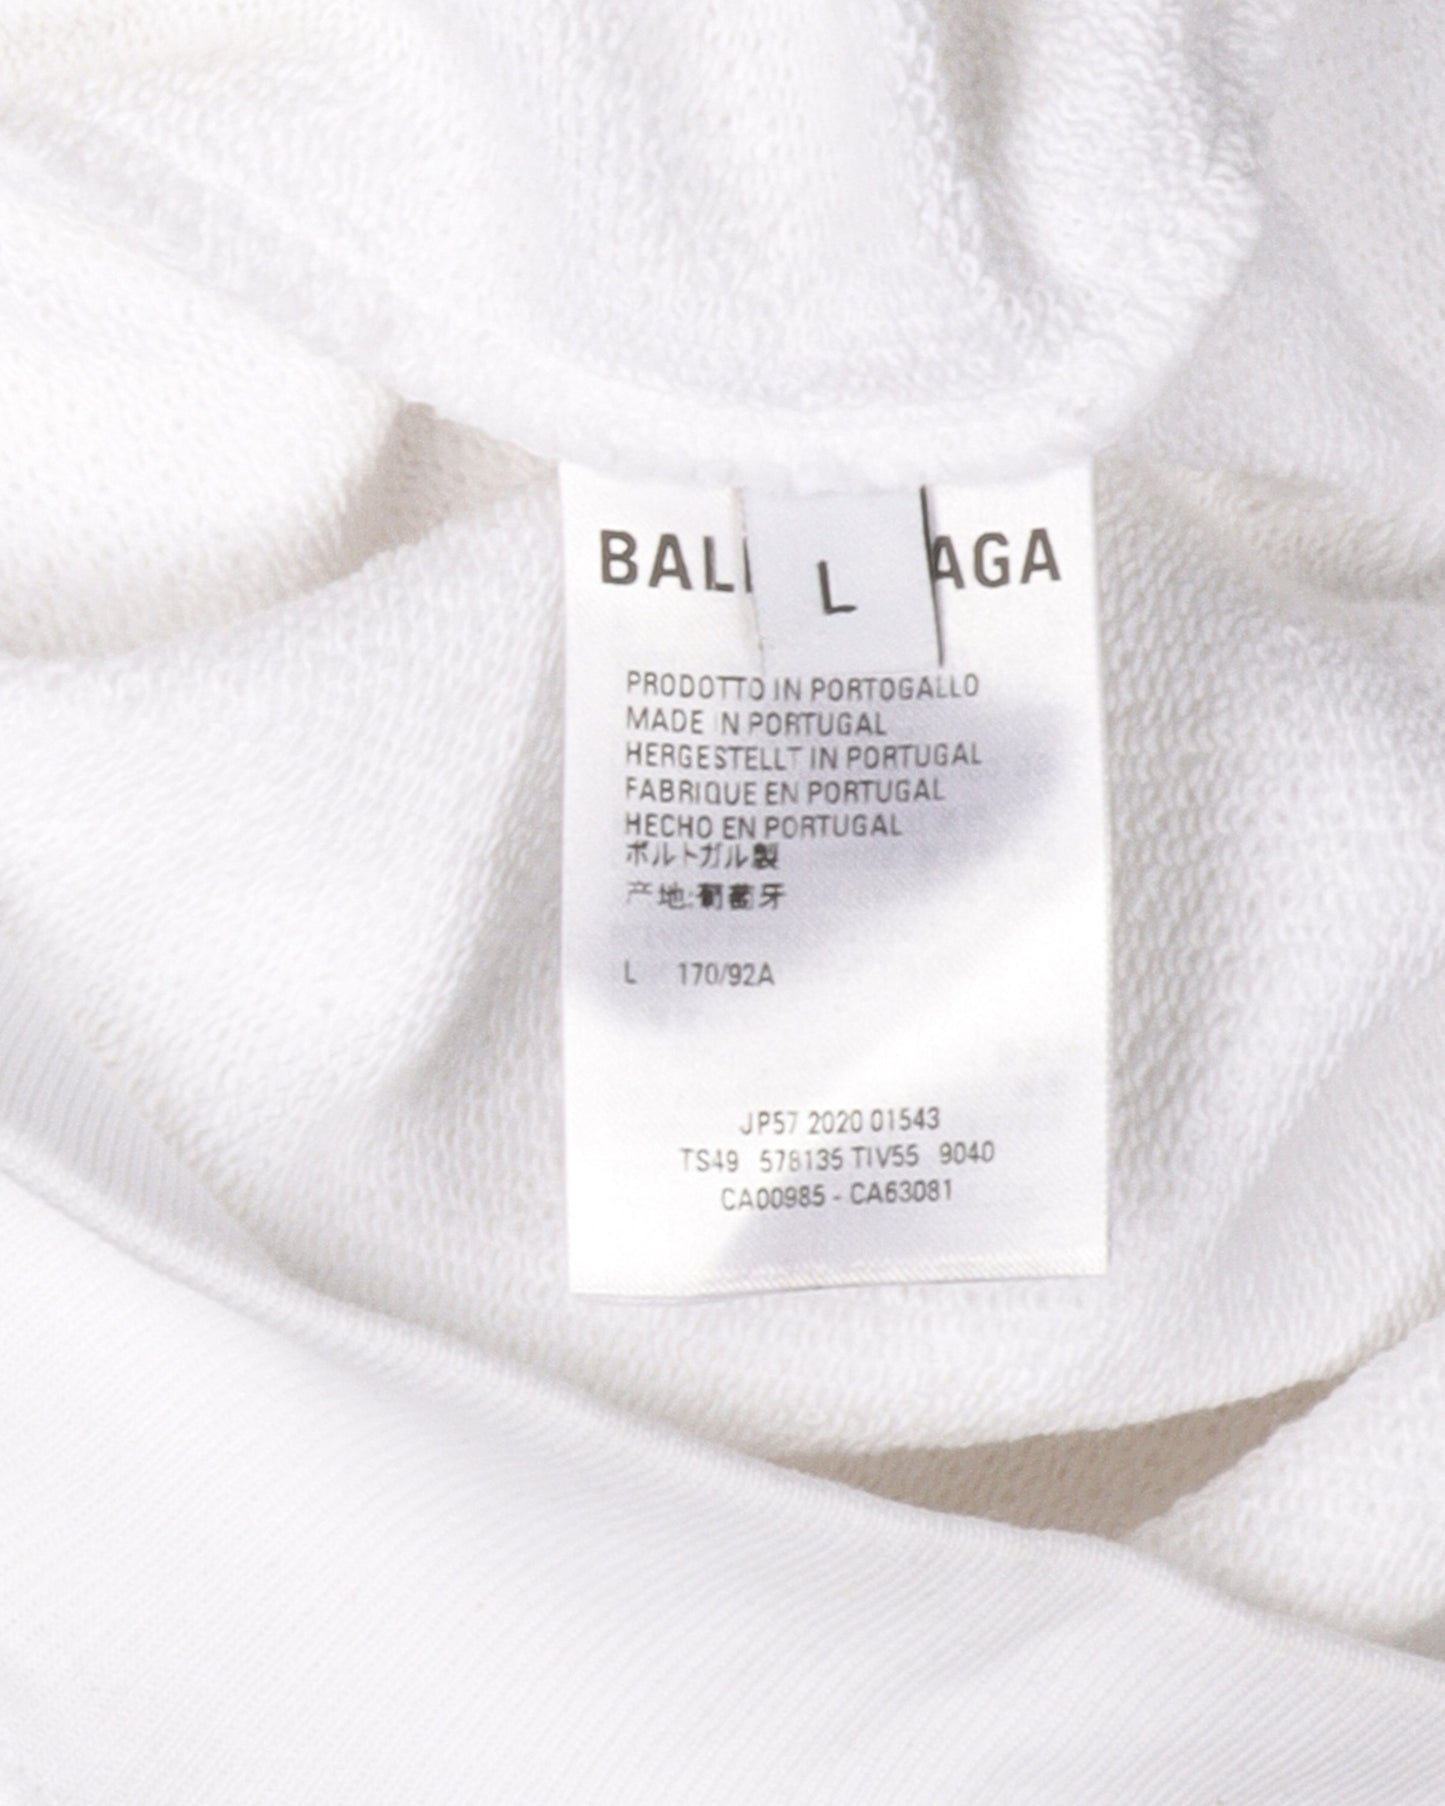 BAL AGA
L
PRODOTTO IN PORTOGALLO
MADE IN PORTUGAL
HERGESTELLT IN PORTUGAL
FABRIQUE EN PORTUGAL
HECHO EN PORTUGAL
ポルトガル製
产地:葡萄牙
L 170/92A
JP57 2020 01543
TS49 578135 TIV55 9040
CA00985 - CA63081